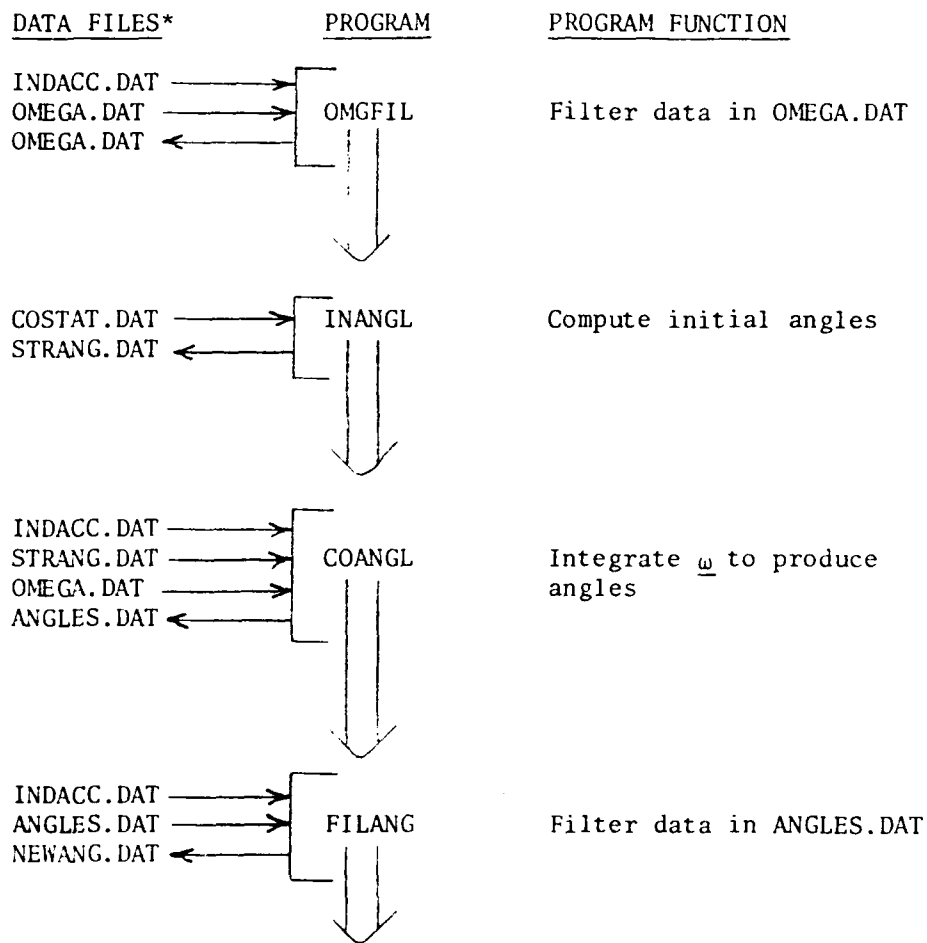 DATA FILES* PROGRAM PROGRAM FUNCTION
INDACC.DAT
OMEGA.DAT OMGFIL Filter data in OMEGA.DAT
OMEGA.DAT
COSTAT.DAT INANGL Compute initial angles
STRANG.DAT
INDACC.DAT
STRANG.DAT COANGL Integrate ω to produce
OMEGA.DAT angles
ANGLES.DAT
INDACC.DAT
ANGLES.DAT FILANG Filter data in ANGLES.DAT
NEWANG.DAT